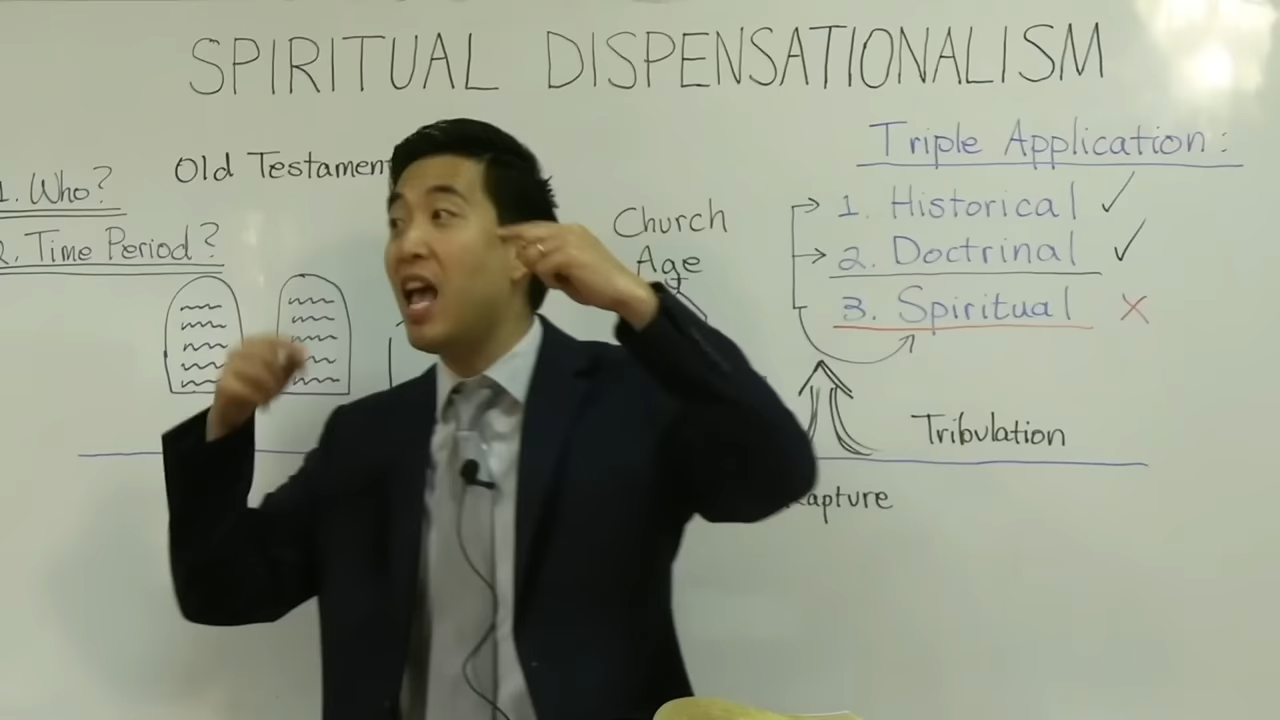 SPIRITUAL DISPENSATIONALISM
1. Who?
2. Time Period?
Old Testament
Church
Age
Triple Application:
1. Historical ✓
2. Doctrinal ✓
3. Spiritual X
Tribulation